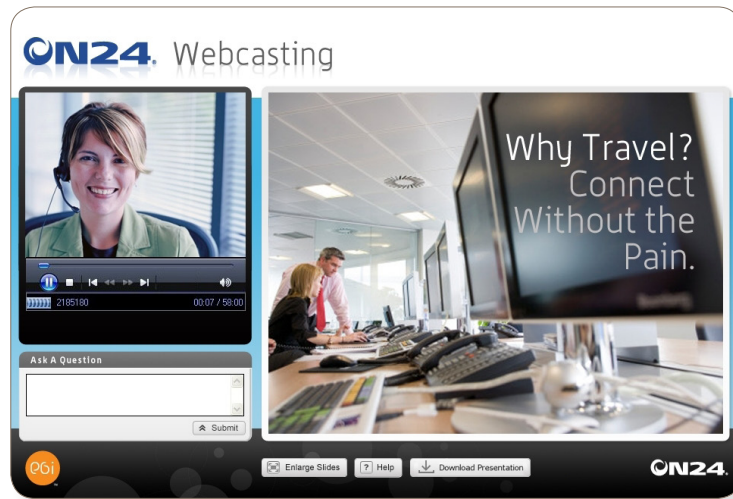 ON24. Webcasting
Why Travel?
Connect
Without the
Pain.
2185180 00:07 / 58:00
Ask A Question
Submit
PGi
Enlarge Slides ? Help Download Presentation
ON24.